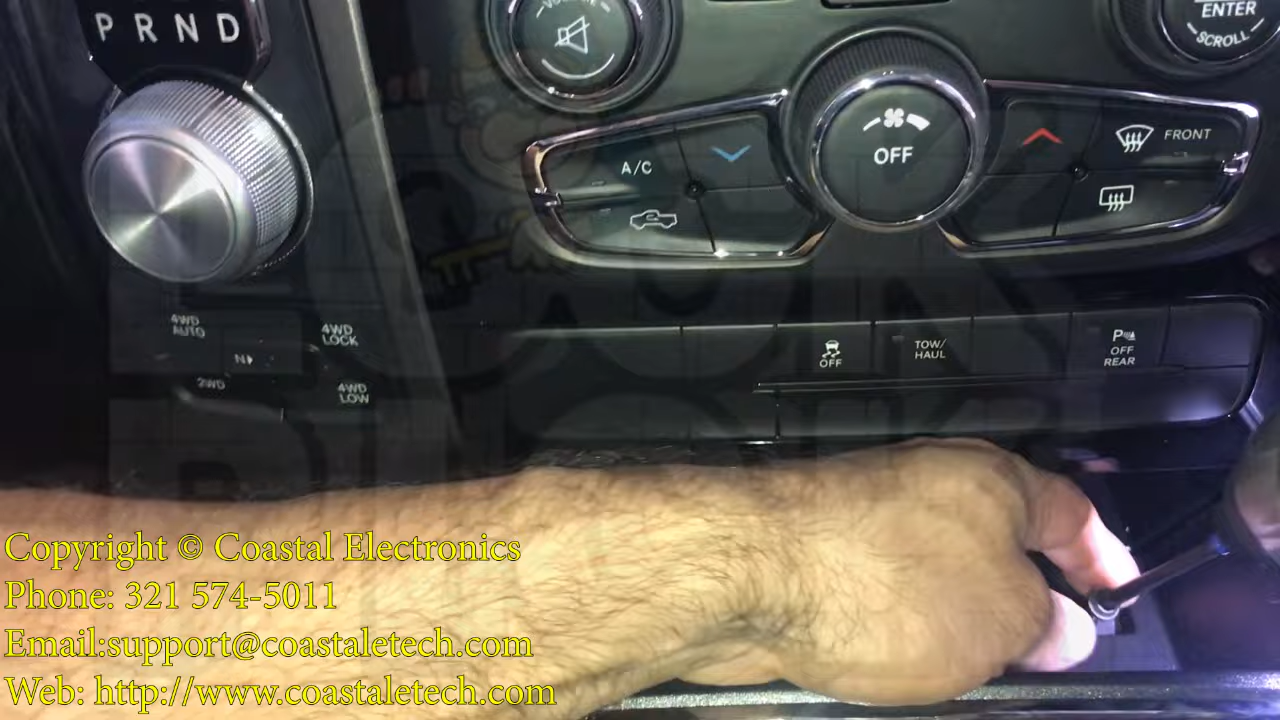 P R N D
VOLUME
ENTER
SCROLL
OFF
A/C
FRONT
4WD
AUTO
4WD
LOCK
N
2WD
4WD
LOW
OFF
TOW/
HAUL
P
OFF
REAR
Copyright © Coastal Electronics
Phone: 321 574-5011
Email:support@coastaletech.com
Web: http://www.coastaletech.com